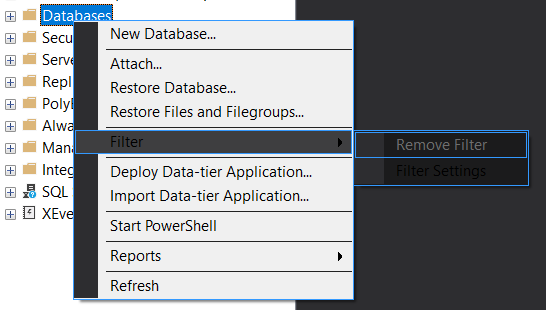 Databases
New Database...
Secu
Attach...
Serve
Restore Database...
Repl
Restore Files and Filegroups...
PolyB
Alwa
Filter
Remove Filter
Mana
Deploy Data-tier Application...
Filter Settings
Integ
Import Data-tier Application...
SQL
Start PowerShell
XEve
Reports
Refresh